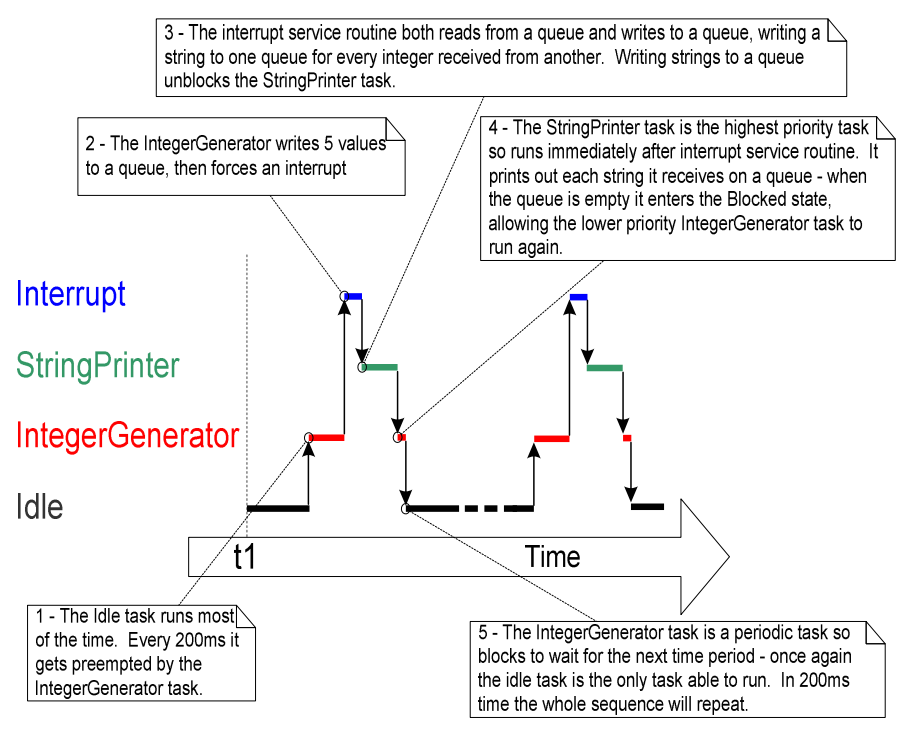 3 - The interrupt service routine both reads from a queue and writes to a queue, writing a
string to one queue for every integer received from another.  Writing strings to a queue
unblocks the StringPrinter task.
2 - The IntegerGenerator writes 5 values
to a queue, then forces an interrupt
4 - The StringPrinter task is the highest priority task
so runs immediately after interrupt service routine.  It
prints out each string it receives on a queue - when
the queue is empty it enters the Blocked state,
allowing the lower priority IntegerGenerator task to
run again.
Interrupt
StringPrinter
IntegerGenerator
Idle
t1
Time
1 - The Idle task runs most
of the time.  Every 200ms it
gets preempted by the
IntegerGenerator task.
5 - The IntegerGenerator task is a periodic task so
blocks to wait for the next time period - once again
the idle task is the only task able to run.  In 200ms
time the whole sequence will repeat.